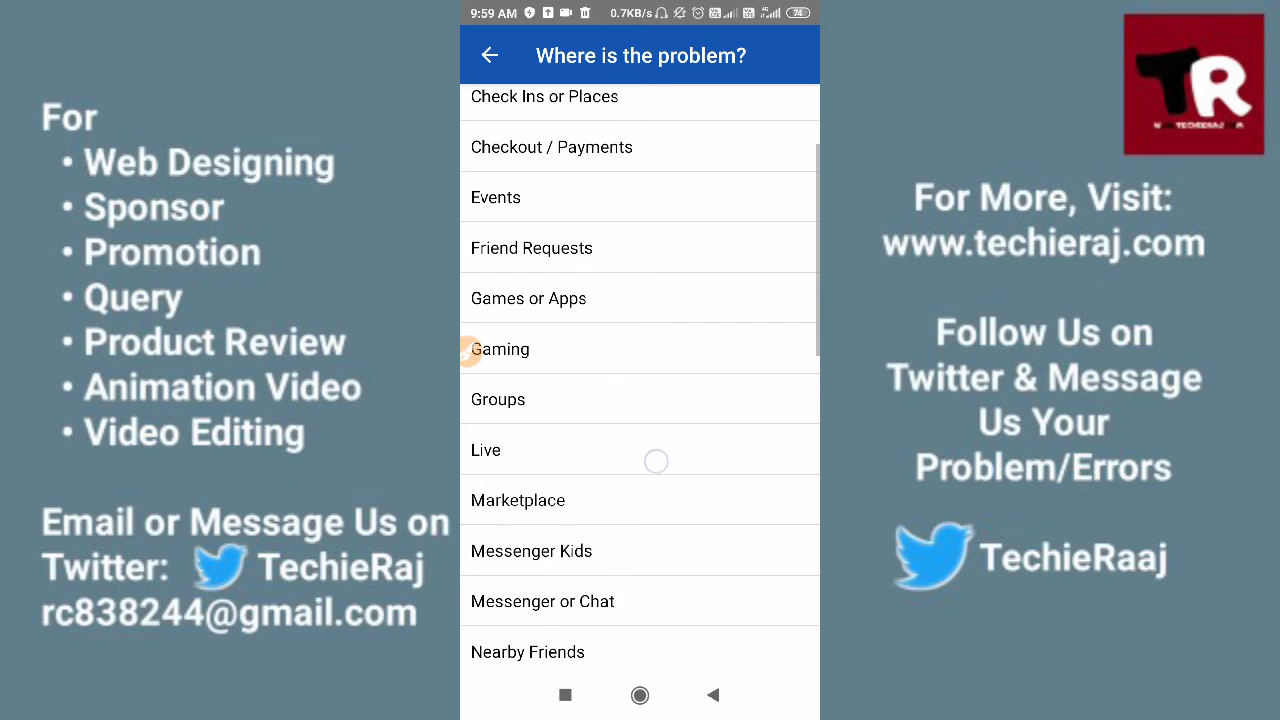 For
• Web Designing
• Sponsor
• Promotion
• Query
• Product Review
• Animation Video
• Video Editing
Email or Message Us on
Twitter: TechieRaj
rc838244@gmail.com
9:59 AM 0.7KB/s 4G 74
Where is the problem?
Check Ins or Places
Checkout / Payments
Events
Friend Requests
Games or Apps
Gaming
Groups
Live
Marketplace
Messenger Kids
Messenger or Chat
Nearby Friends
TR
For More, Visit:
www.techieraj.com
Follow Us on
Twitter & Message
Us Your
Problem/Errors
TechieRaaj